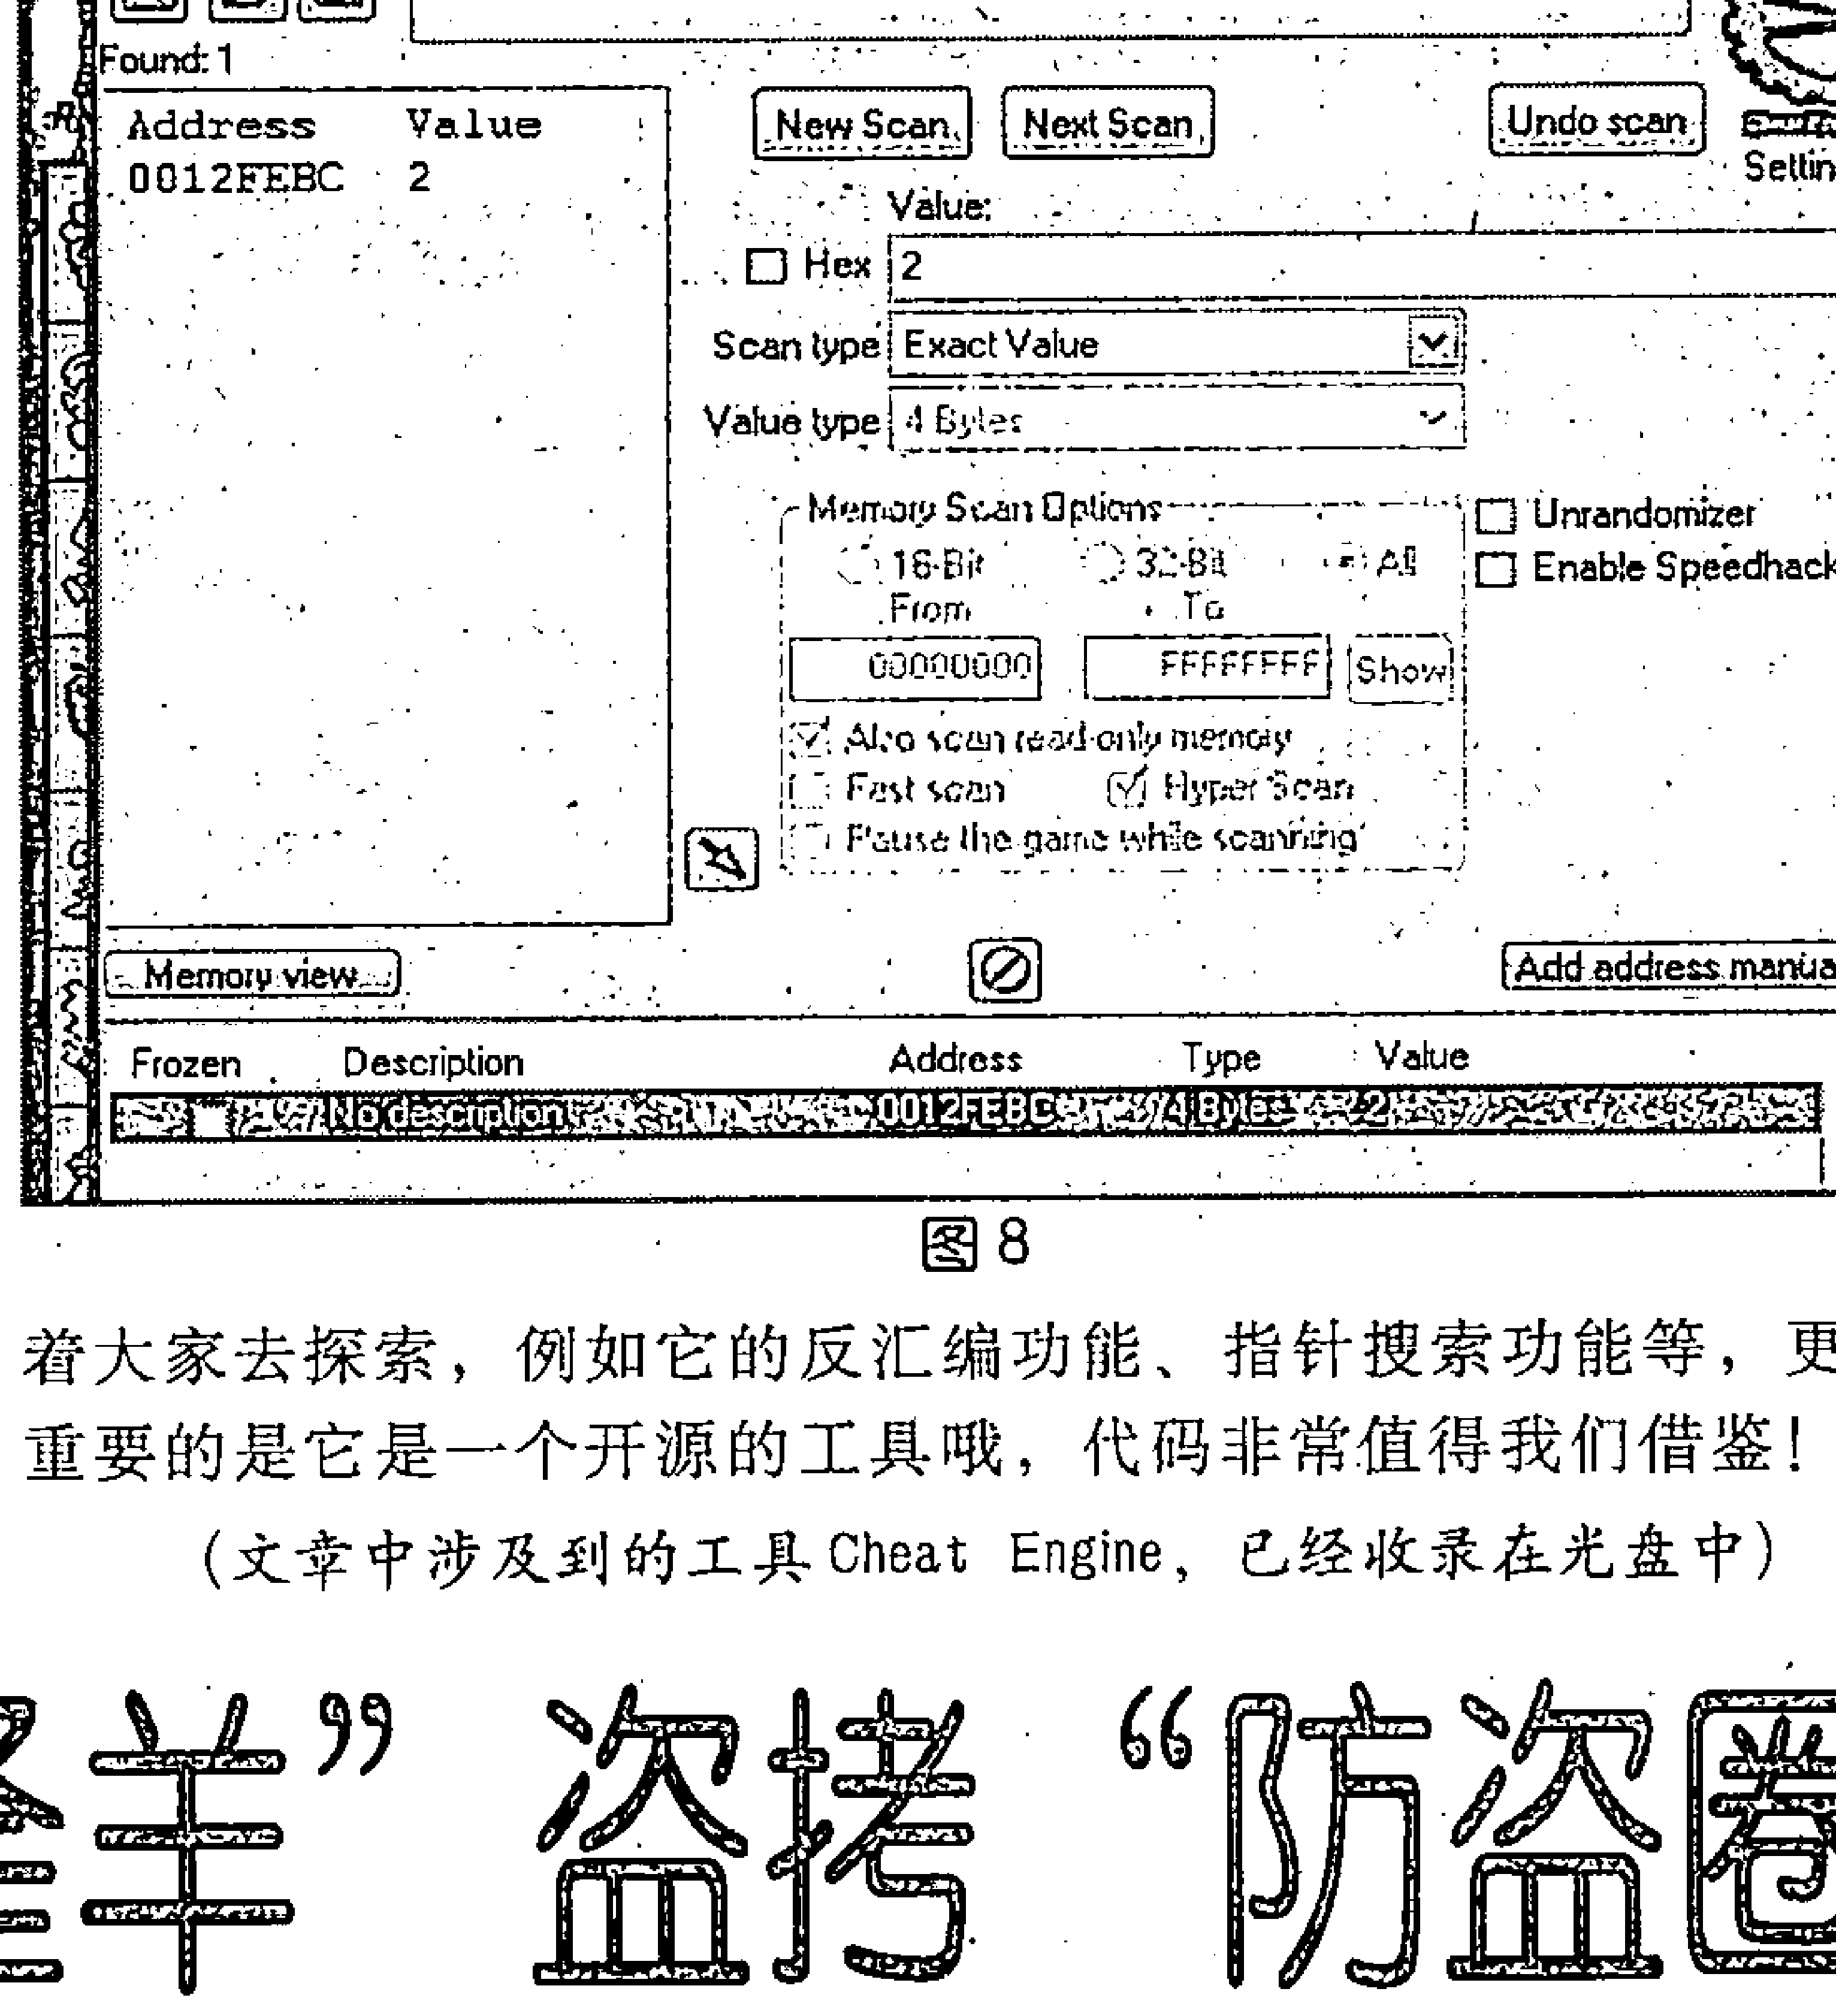 Found: 1
Address Value
0012FEBC 2
New Scan Next Scan Undo scan
Settin
Value:
Hex 2
Scan type Exact Value
Value type 4 Bytes
Memory Scan Options
Unrandomizer
16-Bit 32-Bit All
Enable Speedhack
From To
00000000 FFFFFFFF Show
Also scan read-only memory
Fast scan Hyper Scan
Pause the game while scanning
Memory view Add address manua
Frozen Description Address Type Value
No description 0012FEBC 4 Bytes 2
图 8
着大家去探索，例如它的反汇编功能、指针搜索功能等，更
重要的是它是一个开源的工具哦，代码非常值得我们借鉴！
（文章中涉及到的工具 Cheat Engine，已经收录在光盘中）
羊” 盗拷 “防盗圈